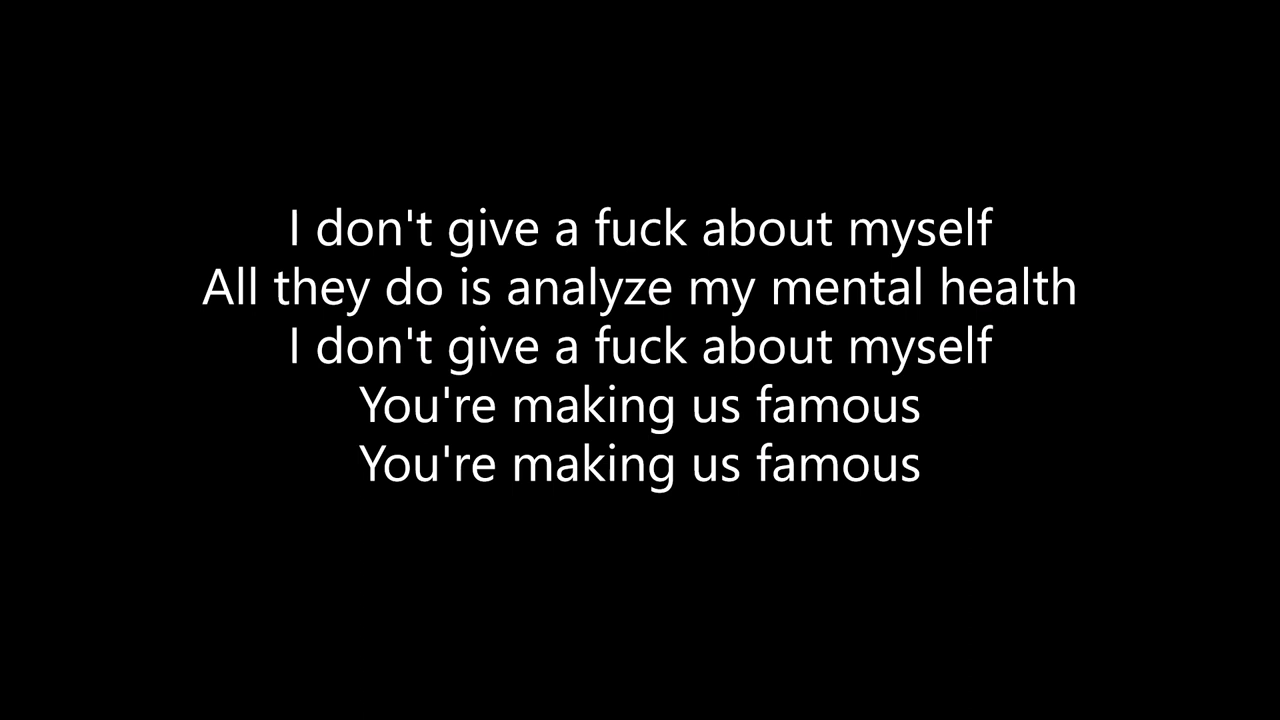 I don't give a fuck about myself
All they do is analyze my mental health
I don't give a fuck about myself
You're making us famous
You're making us famous